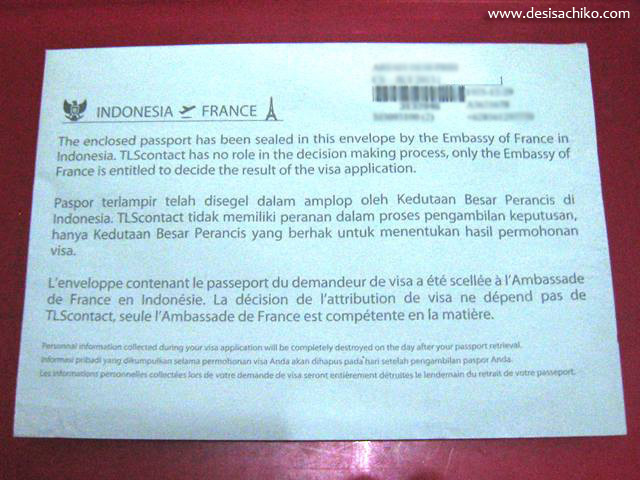 www.desisachiko.com
INDONESIA FRANCE
The enclosed passport has been sealed in this envelope by the Embassy of France in
Indonesia. TLScontact has no role in the decision making process, only the Embassy of
France is entitled to decide the result of the visa application.
Paspor terlampir telah disegel dalam amplop oleh Kedutaan Besar Perancis di
Indonesia. TLScontact tidak memiliki peranan dalam proses pengambilan keputusan,
hanya Kedutaan Besar Perancis yang berhak untuk menentukan hasil permohonan
visa.
L'enveloppe contenant le passeport du demandeur de visa a été scellée à l'Ambassade
de France en Indonésie. La décision de l'attribution de visa ne dépend pas de
TLScontact, seule l'Ambassade de France est compétente en la matière.
Personnal information collected during your visa application will be completely destroyed on the day after your passport retrieval.
Informasi pribadi yang dikumpulkan selama permohonan visa Anda akan dihapus pada hari setelah pengambilan paspor Anda.
Les informations personnelles collectées lors de votre demande de visa seront entièrement détruites le lendemain du retrait de votre passeport.